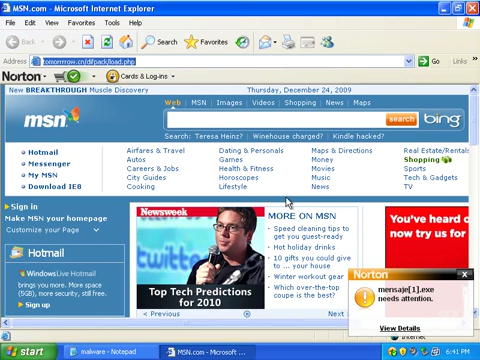 MSN.com - Microsoft Internet Explorer
File Edit View Favorites Tools Help
Back Search Favorites
Address tomorrrrow.cn/difpack/load.php Go Links
Norton Cards & Log-ins
New BREAKTHROUGH Muscle Discovery Thursday, December 24, 2009
Web MSN Images Videos Shopping News Maps
msn search bing
Search: Teresa Heinz? Winehouse charged? Kindle hacked?
Hotmail
Messenger
My MSN
Download IE8
Airfares & Travel Dating & Personals Maps & Directions Real Estate/Rentals
Autos Games Money Shopping
Careers & Jobs Health & Fitness Movies Sports
City Guides Horoscopes Music Tech & Gadgets
Cooking Lifestyle News TV
Sign in
Make MSN your homepage
Customize your Page
Hotmail
Windows Live Hotmail
brings you more. More space
(5GB), more security, still free.
Sign up
Newsweek
twitter
Top Tech Predictions
for 2010
Previous Next
MORE ON MSN
Speed cleaning tips to
get you guest-ready
Hot holiday drinks
10 gifts you could give
to ... your house
Winter workout gear
Which over-the-top
coupe is the best?
You've heard
now try
Norton
mensaje[1].exe
needs attention.
View Details
Internet
start malware - Notepad MSN.com - Microsoft ... 6:41 PM